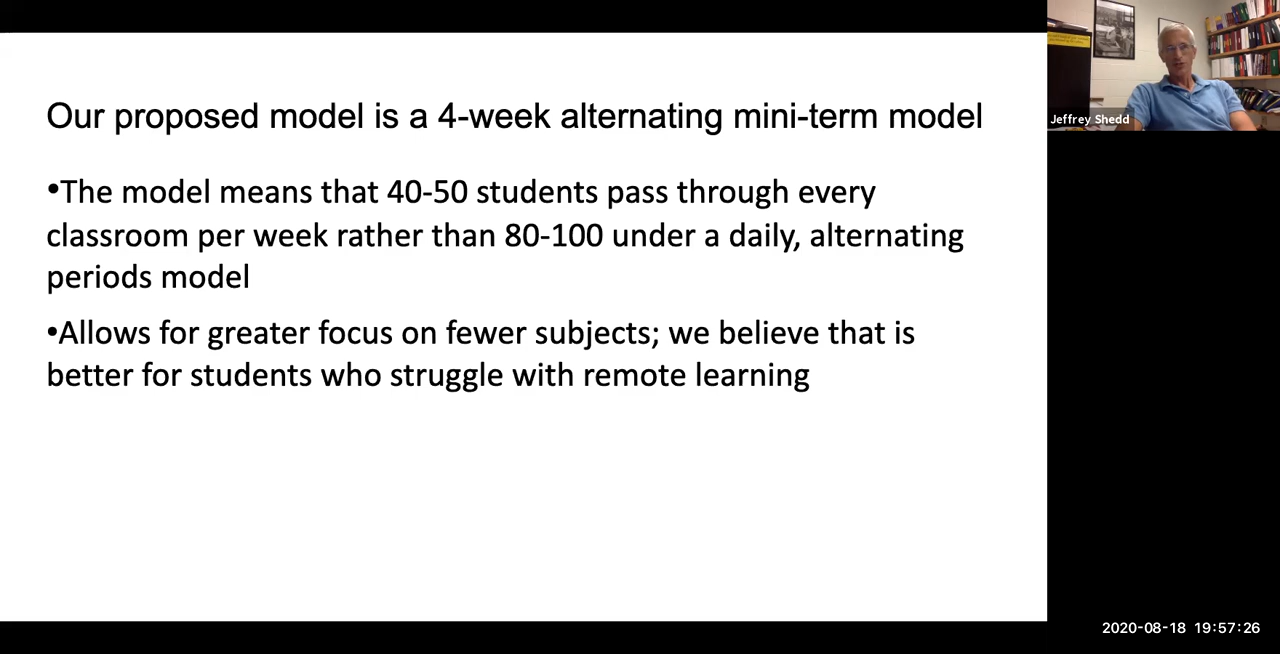 Our proposed model is a 4-week alternating mini-term model
•The model means that 40-50 students pass through every
classroom per week rather than 80-100 under a daily, alternating
periods model
•Allows for greater focus on fewer subjects; we believe that is
better for students who struggle with remote learning
Jeffrey Shedd
2020-08-18 19:57:26